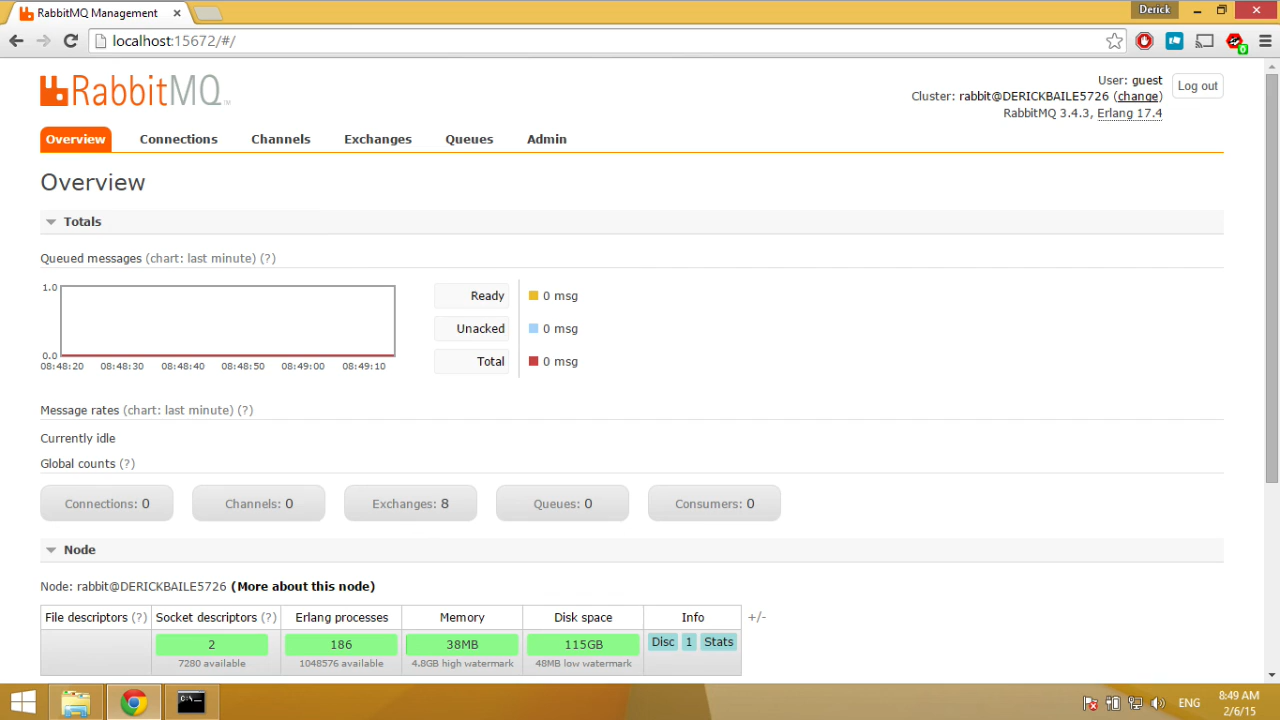 RabbitMQ Management
Derick
localhost:15672/#/
0
RabbitMQ™
User: guest
Log out
Cluster: rabbit@DERICKBAILE5726 (change)
RabbitMQ 3.4.3, Erlang 17.4
Overview Connections Channels Exchanges Queues Admin
Overview
Totals
Queued messages (chart: last minute) (?)
1.0
0.0
08:48:20 08:48:30 08:48:40 08:48:50 08:49:00 08:49:10
Ready 0 msg
Unacked 0 msg
Total 0 msg
Message rates (chart: last minute) (?)
Currently idle
Global counts (?)
Connections: 0 Channels: 0 Exchanges: 8 Queues: 0 Consumers: 0
Node
Node: rabbit@DERICKBAILE5726 (More about this node)
File descriptors (?) Socket descriptors (?) Erlang processes Memory Disk space Info +/-
2 186 38MB 115GB Disc 1 Stats
7280 available 1048576 available 4.8GB high watermark 48MB low watermark
ENG
8:49 AM
2/6/15